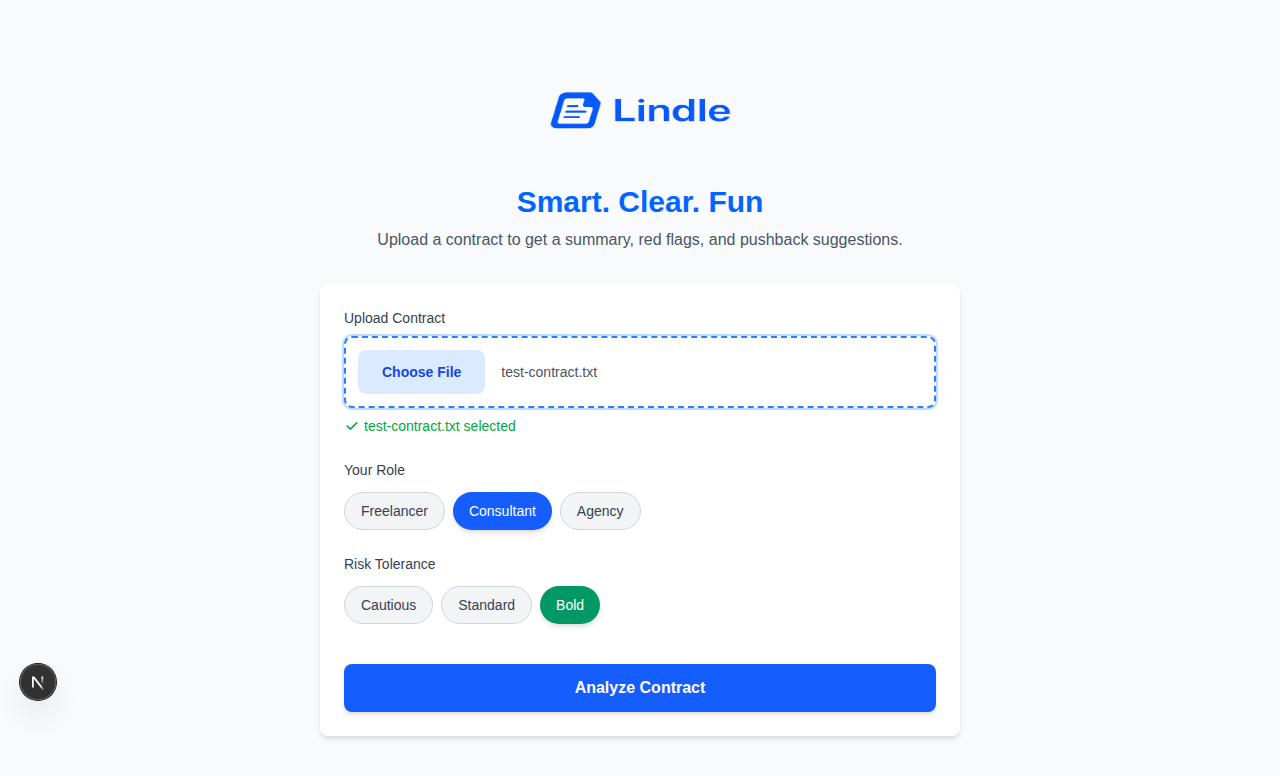 Lindle
Smart. Clear. Fun
Upload a contract to get a summary, red flags, and pushback suggestions.
Upload Contract
Choose File test-contract.txt
test-contract.txt selected
Your Role
Freelancer Consultant Agency
Risk Tolerance
Cautious Standard Bold
N
Analyze Contract